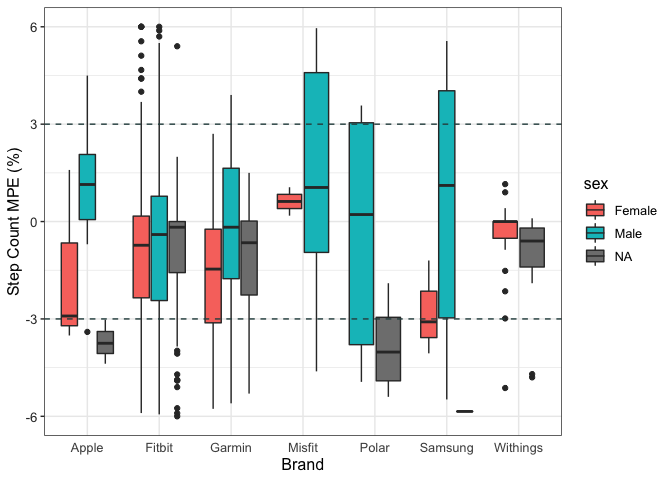 Step Count MPE (%)
6
3
0
-3
-6
Apple
Fitbit
Garmin
Misfit
Polar
Samsung
Withings
Brand
sex
Female
Male
NA